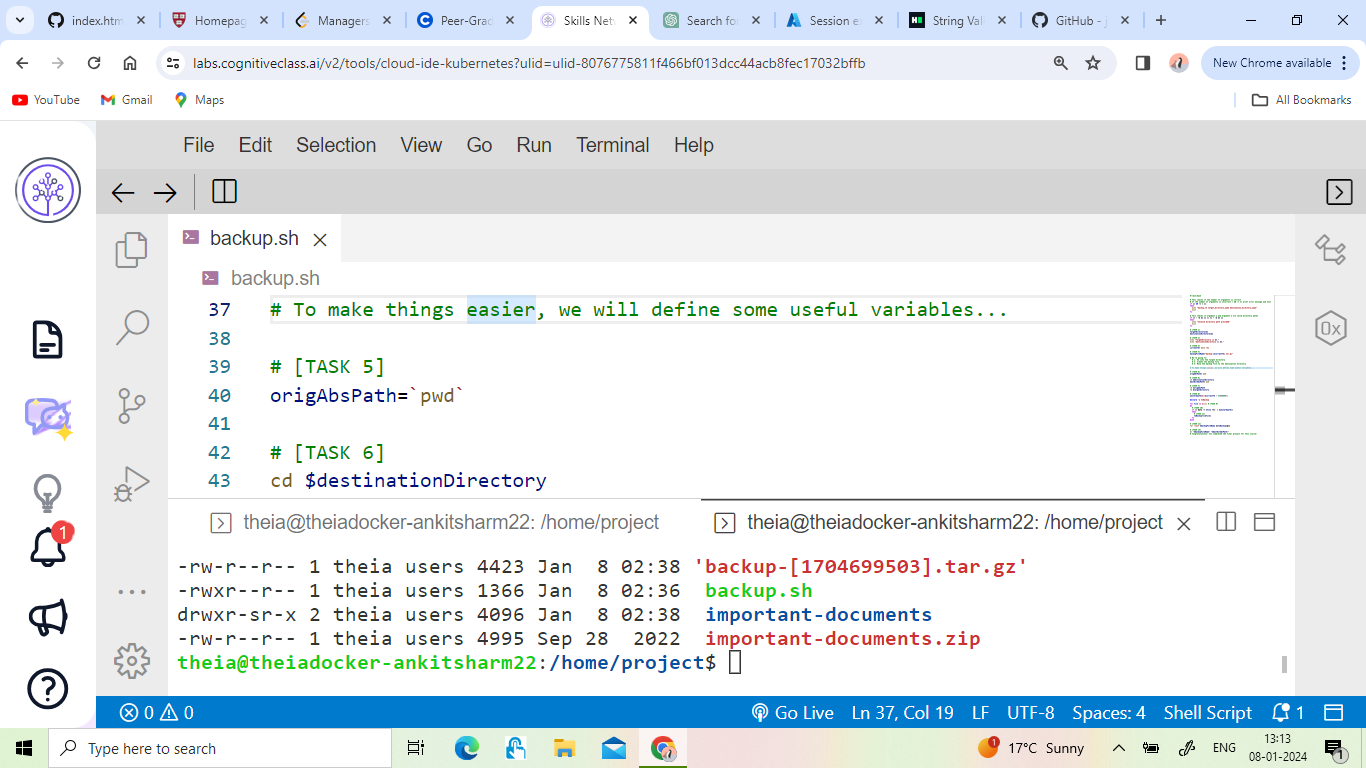 index.htm
Homepag
Managers
Peer-Grad
Skills Net
Search fo
Session e
String Val
GitHub - j
labs.cognitiveclass.ai/v2/tools/cloud-ide-kubernetes?ulid=ulid-8076775811f466bf013dcc44acb8fec17032bffb
New Chrome available
YouTube
Gmail
Maps
All Bookmarks
File Edit Selection View Go Run Terminal Help
backup.sh
backup.sh
37 # To make things easier, we will define some useful variables...
38
39 # [TASK 5]
40 origAbsPath=`pwd`
41
42 # [TASK 6]
43 cd $destinationDirectory
theia@theiadocker-ankitsharm22: /home/project
theia@theiadocker-ankitsharm22: /home/project
-rw-r--r-- 1 theia users 4423 Jan  8 02:38 'backup-[1704699503].tar.gz'
-rwxr--r-- 1 theia users 1366 Jan  8 02:36  backup.sh
drwxr-sr-x 2 theia users 4096 Jan  8 02:38  important-documents
-rw-r--r-- 1 theia users 4995 Sep 28  2022  important-documents.zip
theia@theiadocker-ankitsharm22:/home/project$
1
0x
0 0
Go Live Ln 37, Col 19 LF UTF-8 Spaces: 4 Shell Script 1
Type here to search
1
17°C Sunny
ENG
13:13
08-01-2024
1